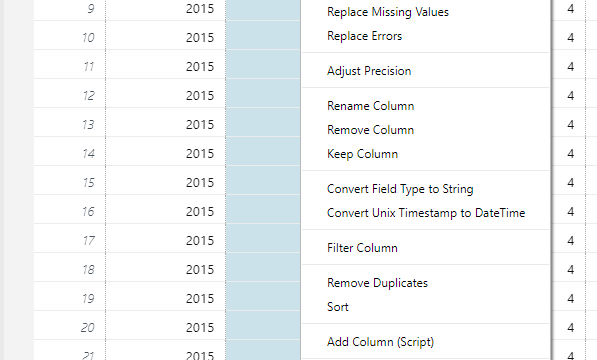 9 2015 Replace Missing Values 4
10 2015 Replace Errors 4
11 2015 Adjust Precision 4
12 2015 Rename Column 4
13 2015 Remove Column 4
14 2015 Keep Column 4
15 2015 Convert Field Type to String 4
16 2015 Convert Unix Timestamp to DateTime 4
17 2015 Filter Column 4
18 2015 Remove Duplicates 4
19 2015 Sort 4
20 2015 Add Column (Script) 4
21 2015 4